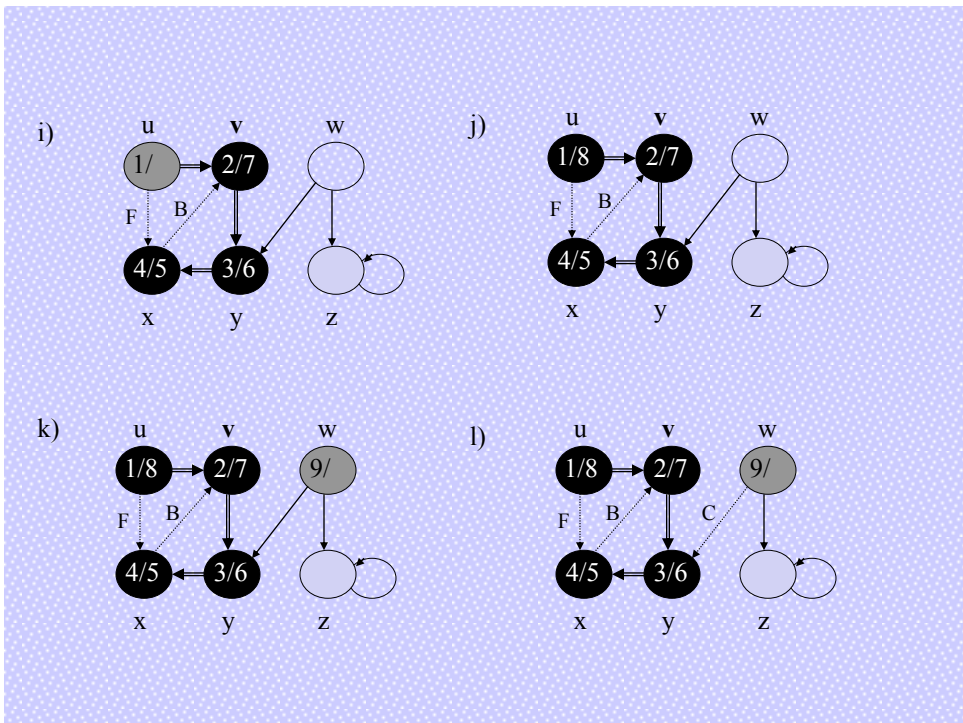 i)
u v w
1/ 2/7
F B
4/5 3/6
x y z
j)
u v w
1/8 2/7
F B
4/5 3/6
x y z
k)
u v w
1/8 2/7 9/
F B
4/5 3/6
x y z
l)
u v w
1/8 2/7 9/
F B C
4/5 3/6
x y z